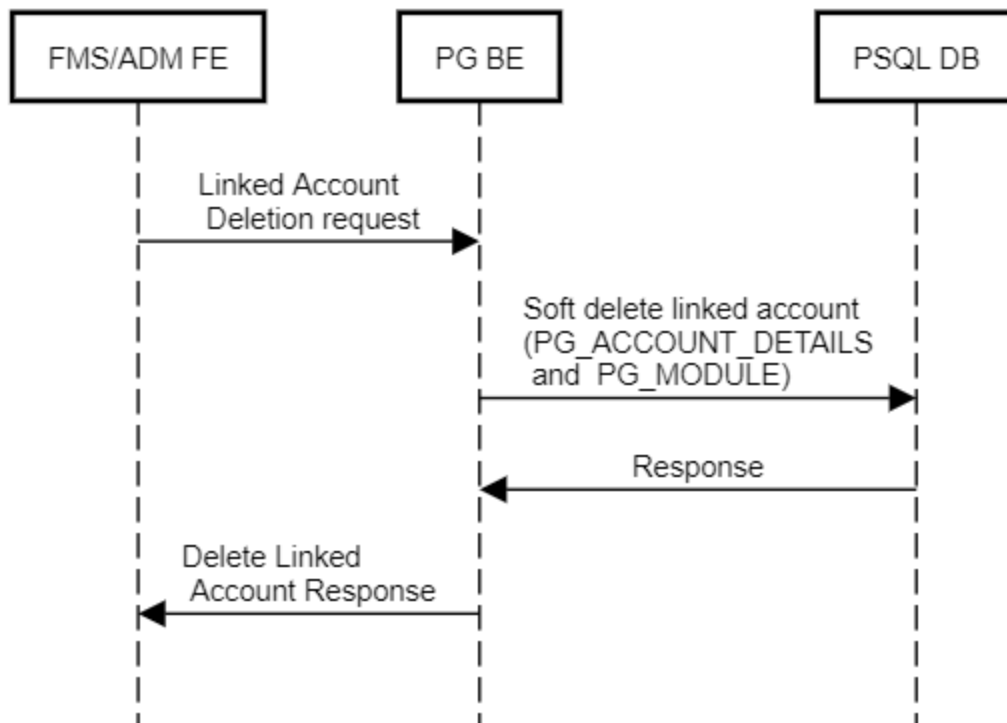 FMS/ADM FE
PG BE
PSQL DB
Linked Account
Deletion request
Soft delete linked account
(PG_ACCOUNT_DETAILS
and PG_MODULE)
Response
Delete Linked
Account Response